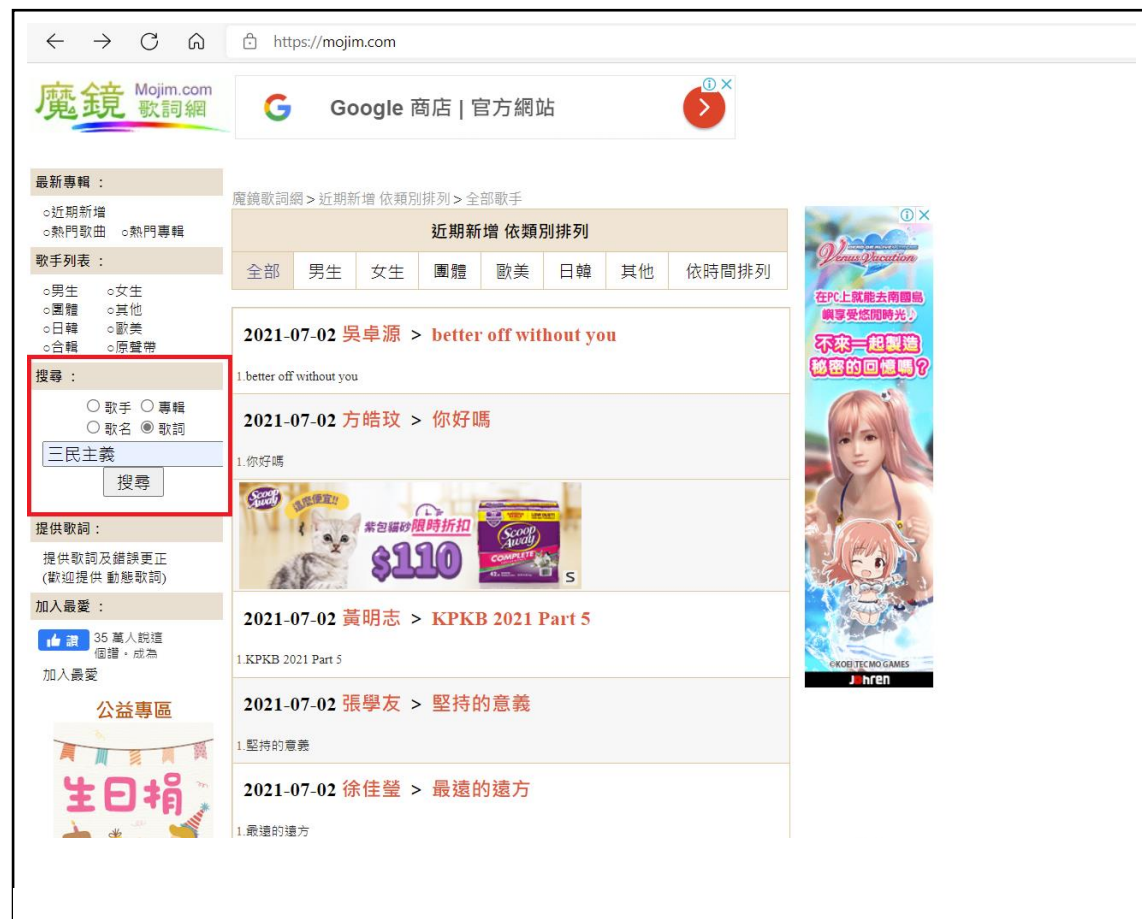 https://mojim.com
魔鏡 Mojim.com
歌詞網
Google 商店 | 官方網站
最新專輯 :
○近期新增
○熱門歌曲 ○熱門專輯
歌手列表 :
○男生 ○女生
○團體 ○其他
○日韓 ○歐美
○合輯 ○原聲帶
搜尋 :
歌手 專輯
歌名 歌詞
三民主義
搜尋
提供歌詞 :
提供歌詞及錯誤更正
(歡迎提供 動態歌詞)
加入最愛 :
讚 35 萬人說這
個讚。成為
加入最愛
公益專區
生日捐
魔鏡歌詞網 > 近期新增 依類別排列 > 全部歌手
近期新增 依類別排列
全部 男生 女生 團體 歐美 日韓 其他 依時間排列
2021-07-02 吳卓源 > better off without you
1.better off without you
2021-07-02 方皓玟 > 你好嗎
1.你好嗎
Scoop Away
這麼便宜!!
紫包貓砂限時折扣
$110
Scoop Away
COMPLETE
S
2021-07-02 黃明志 > KPKB 2021 Part 5
1.KPKB 2021 Part 5
2021-07-02 張學友 > 堅持的意義
1.堅持的意義
2021-07-02 徐佳瑩 > 最遠的遠方
1.最遠的遠方
Venus Vacation
在PC上就能去南國島
嶼享受悠閒時光♪
不來一起製造
秘密的回憶嗎?
©KOEI TECMO GAMES
Johren